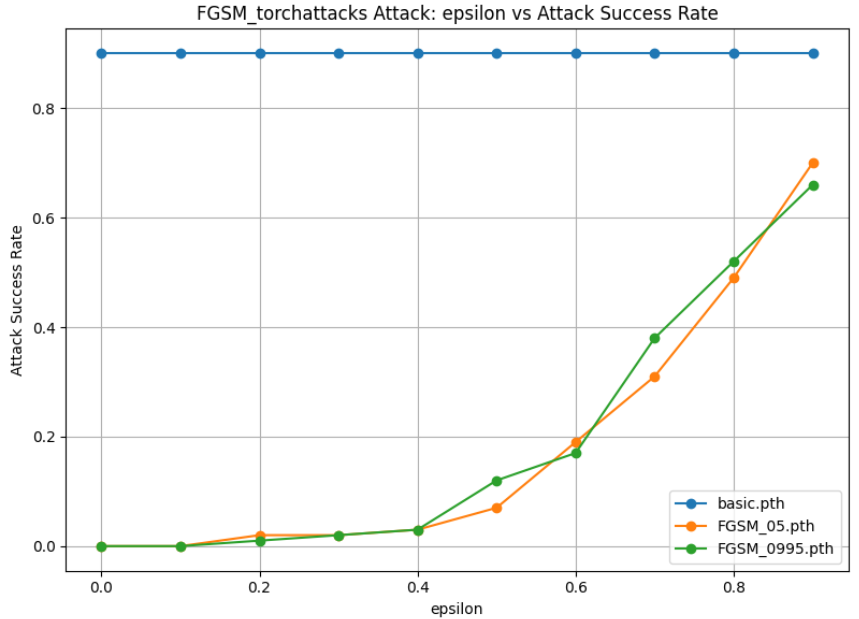 FGSM_torchattacks Attack: epsilon vs Attack Success Rate
Attack Success Rate
0.8
0.6
0.4
0.2
0.0
0.0 0.2 0.4 0.6 0.8
epsilon
basic.pth
FGSM_05.pth
FGSM_0995.pth